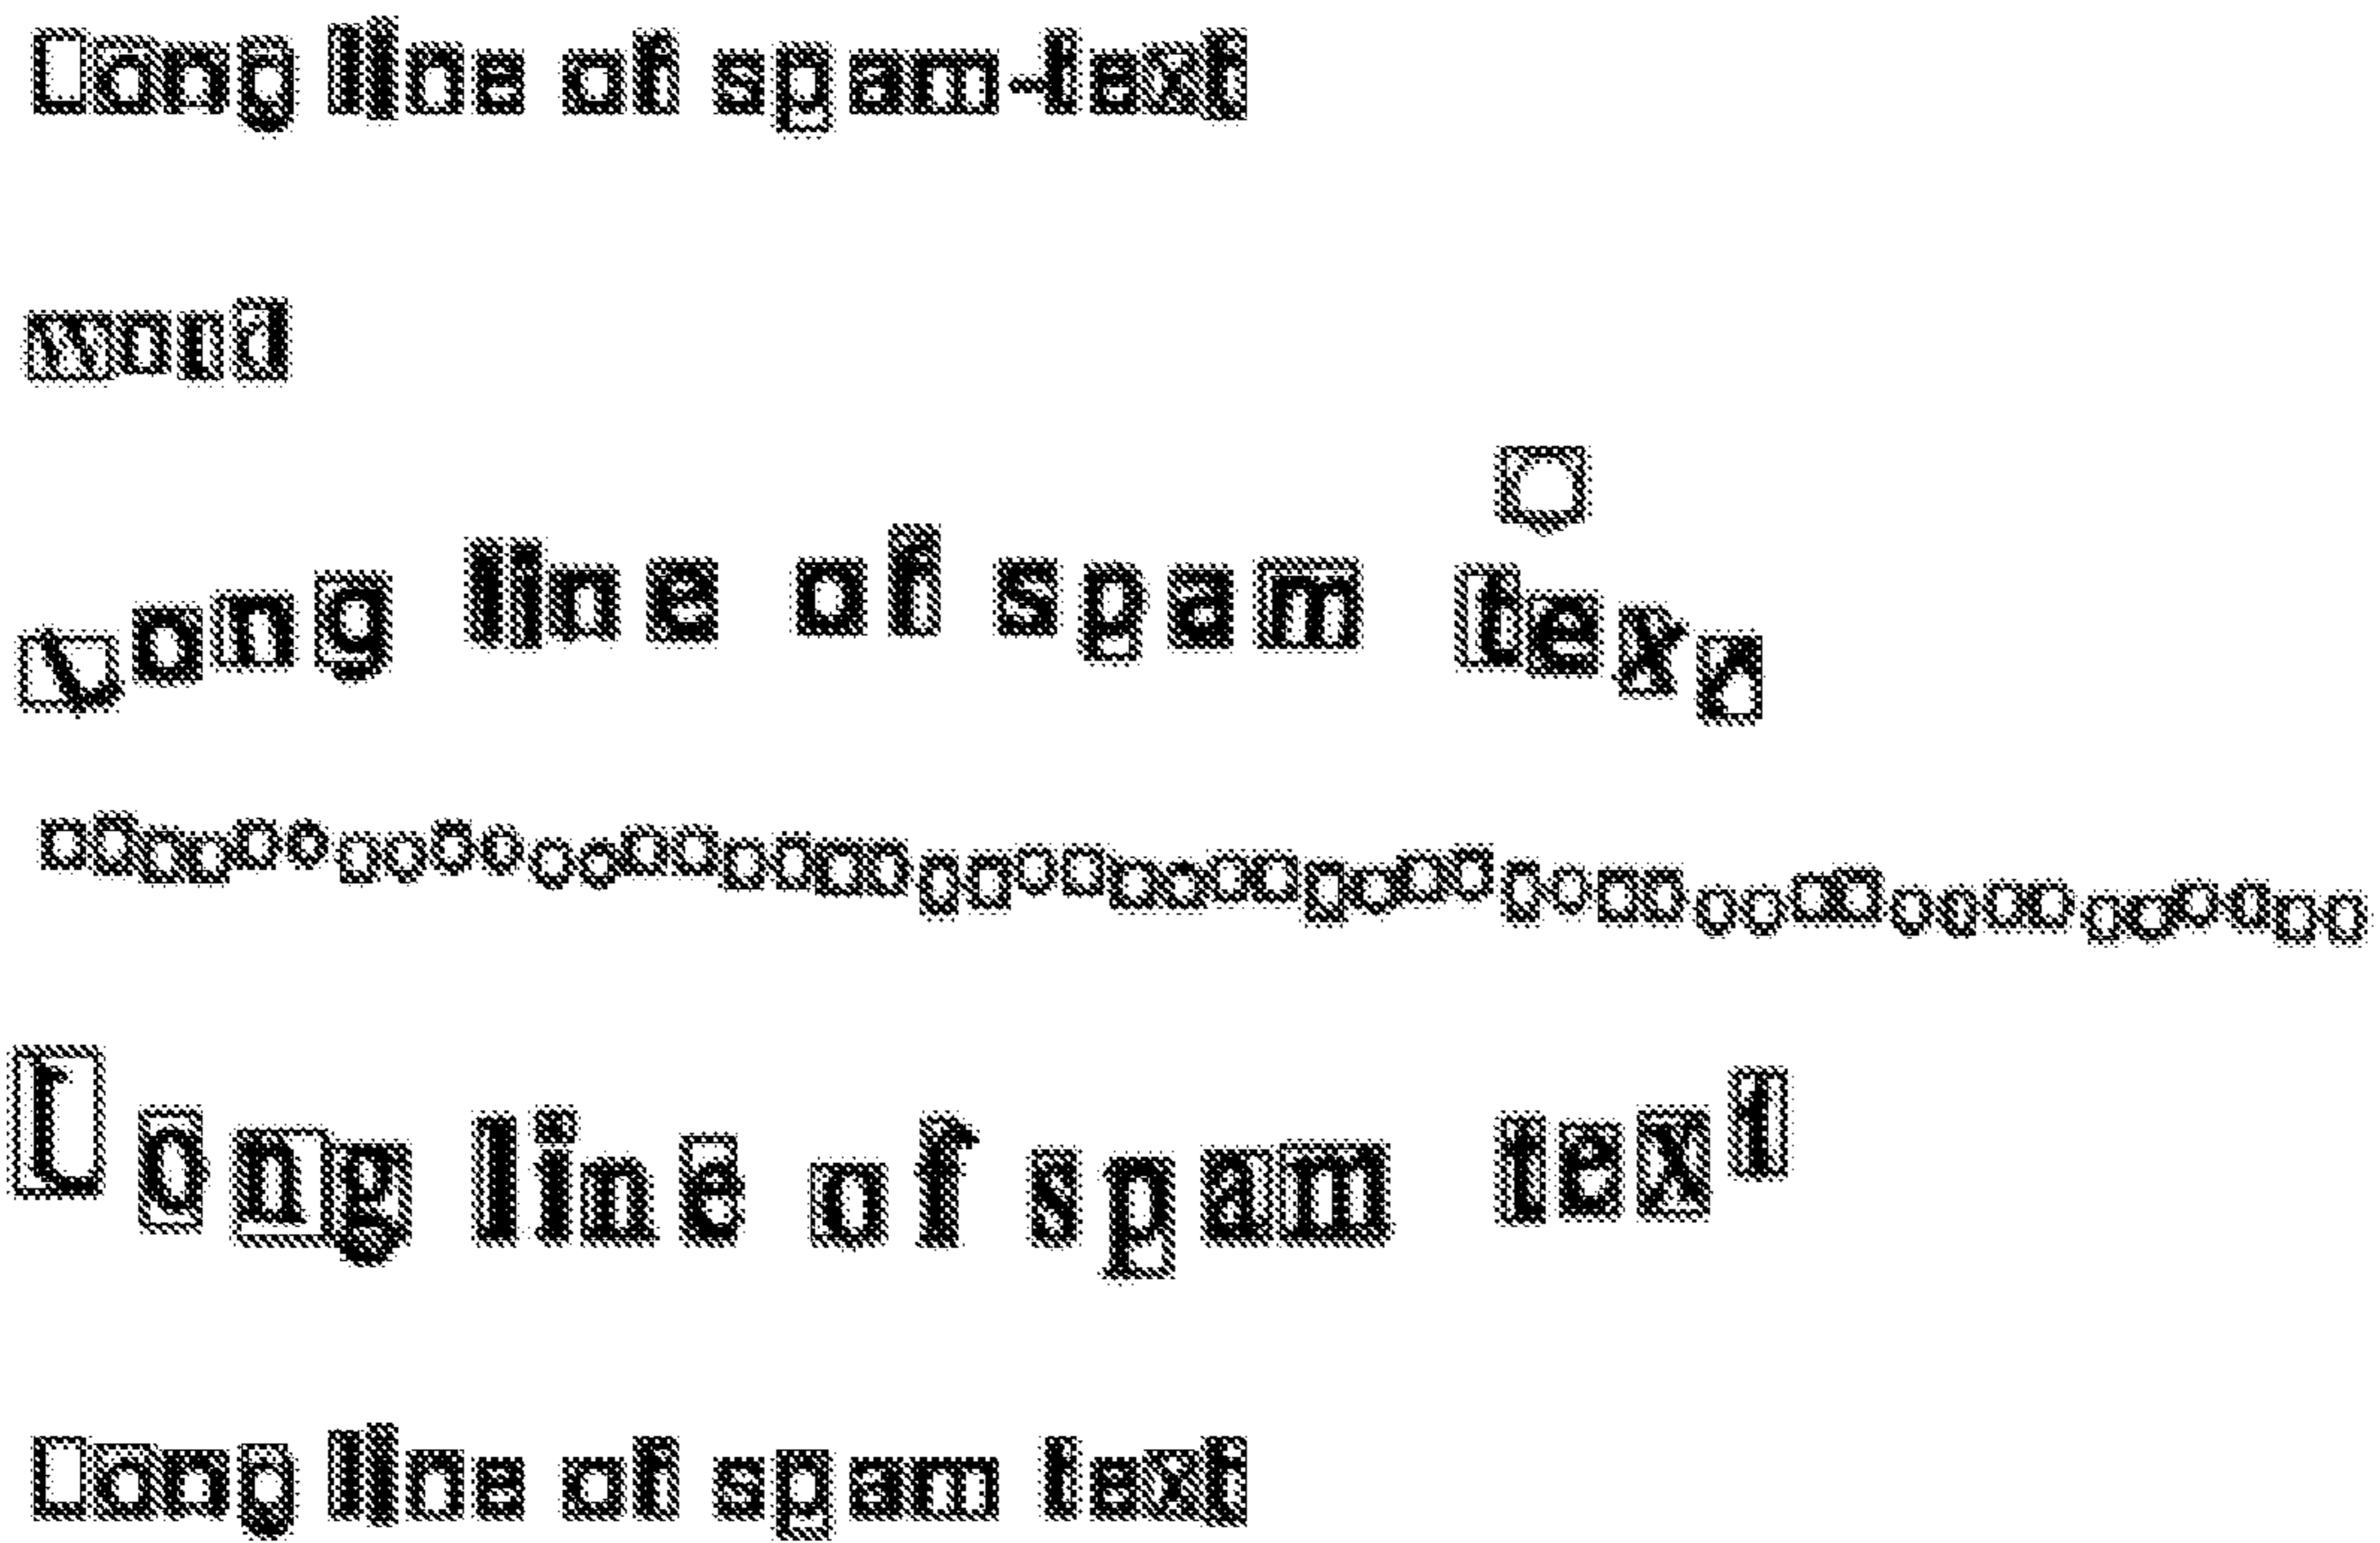 Long line of spam-text
word
Long line of spam text
Long line of spam text
Long line of spam text